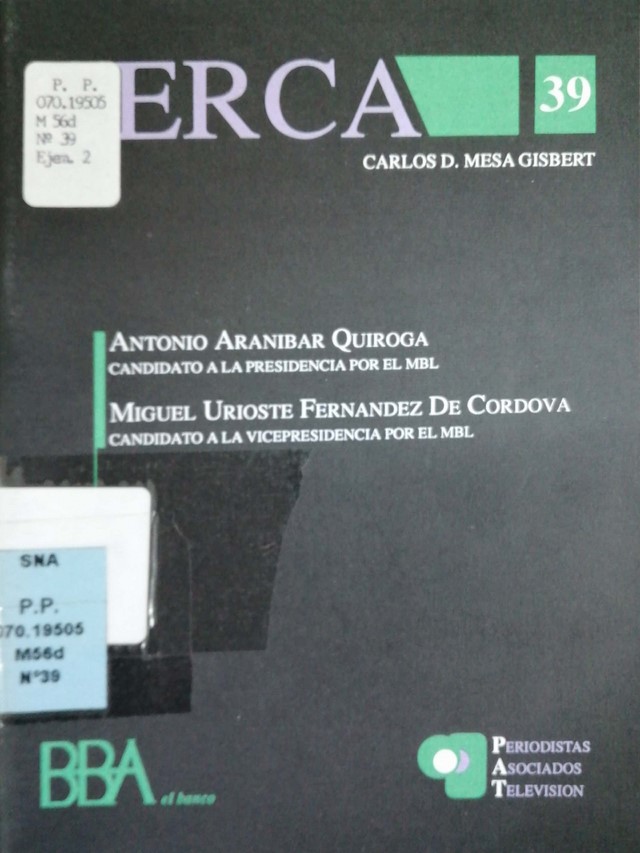 P. P.
070.19505
M 56d
Nº 39
Ejem. 2
ERCA
39
CARLOS D. MESA GISBERT
ANTONIO ARANIBAR QUIROGA
CANDIDATO A LA PRESIDENCIA POR EL MBL
MIGUEL URIOSTE FERNANDEZ DE CORDOVA
CANDIDATO A LA VICEPRESIDENCIA POR EL MBL
SNA
P.P.
070.19505
M56d
Nº39
BBA el banco
PERIODISTAS
ASOCIADOS
TELEVISION